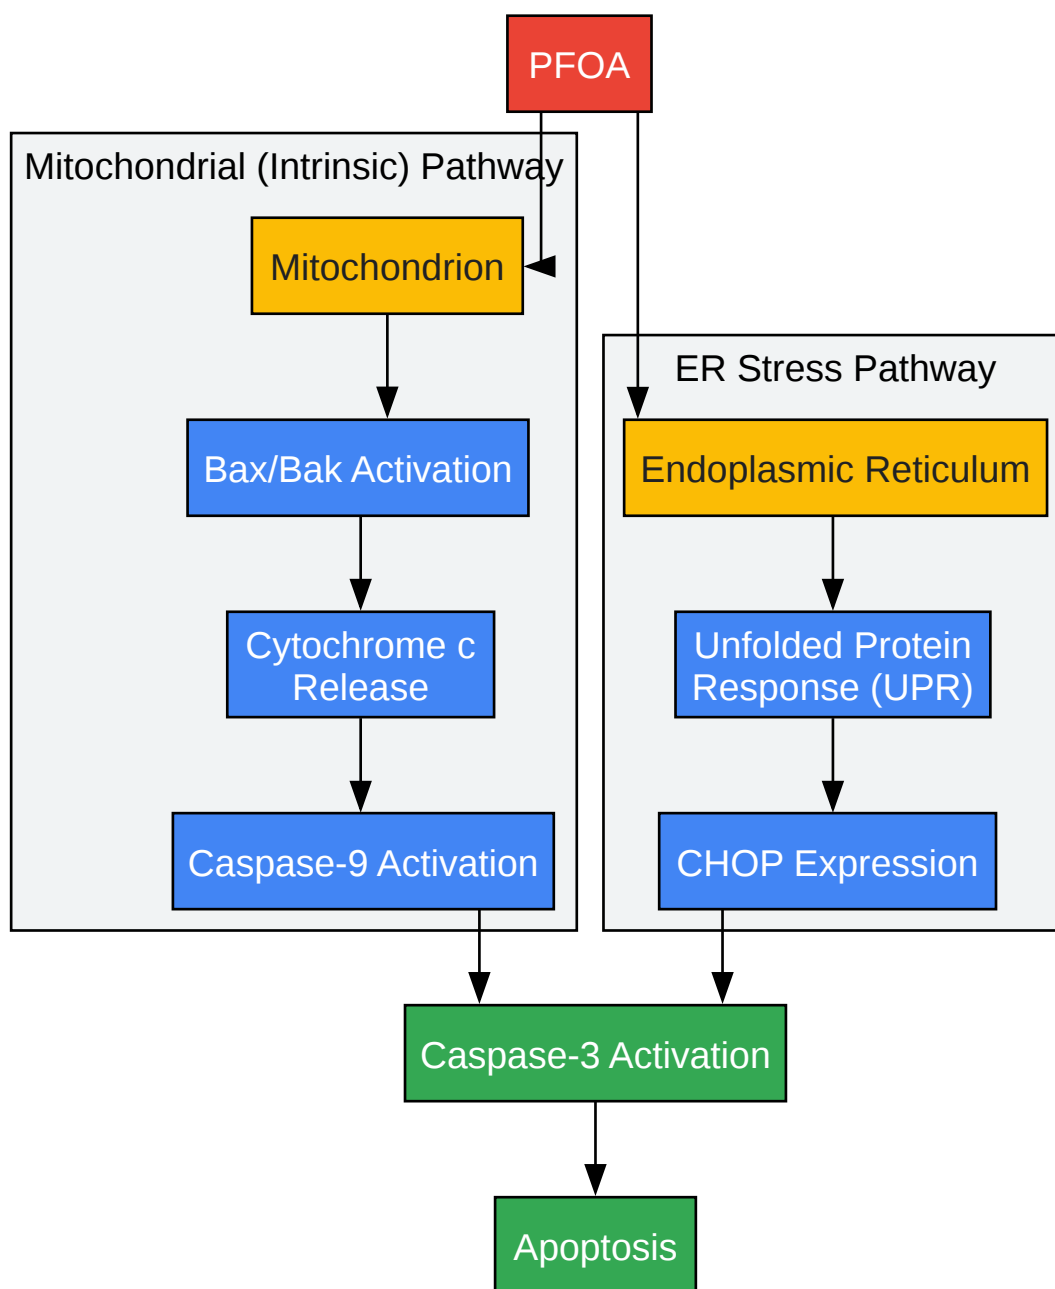 PFOA
Mitochondrial (Intrinsic) Pathway
Mitochondrion
ER Stress Pathway
Bax/Bak Activation
Endoplasmic Reticulum
Cytochrome c
Release
Unfolded Protein
Response (UPR)
Caspase-9 Activation
CHOP Expression
Caspase-3 Activation
Apoptosis